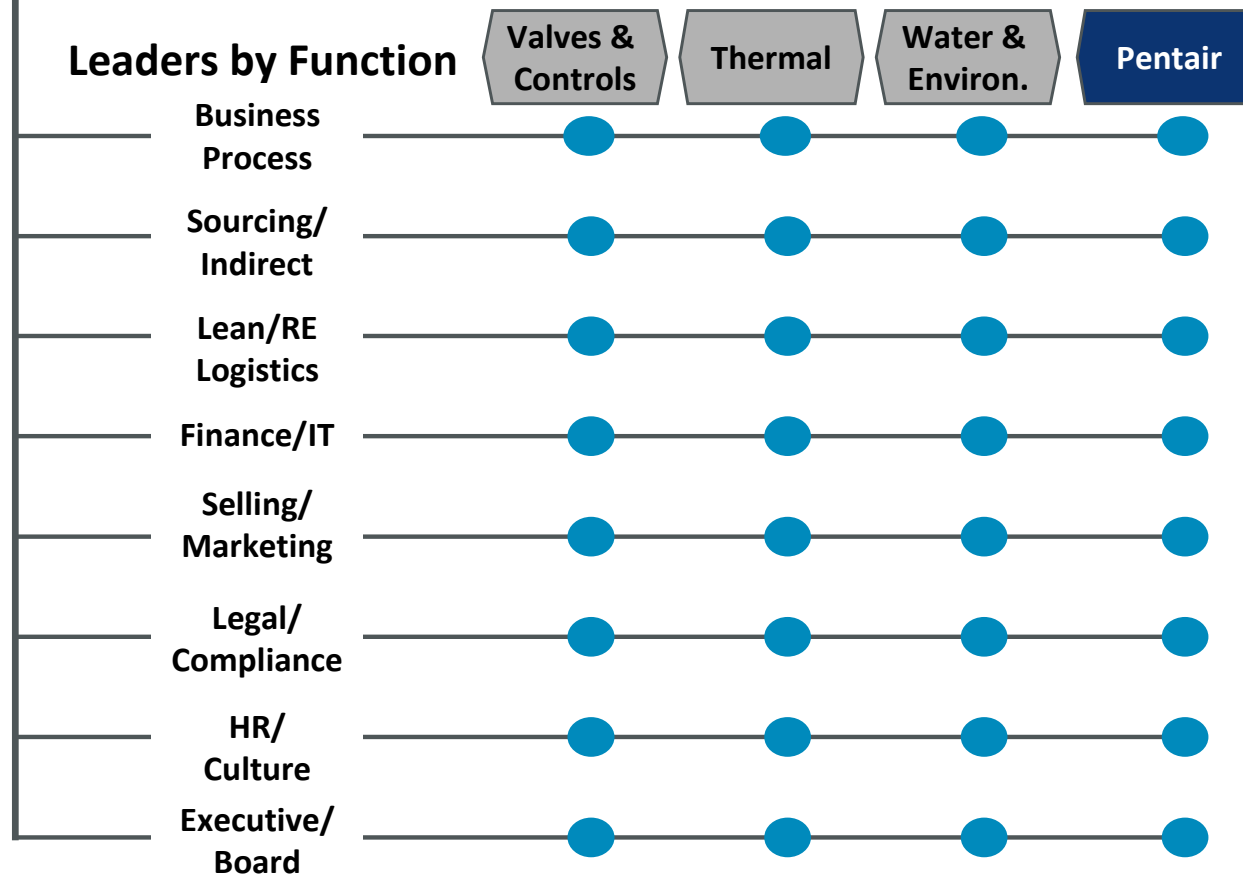 Leaders by Function
Valves &
Controls
Thermal
Water &
Environ.
Pentair
Business
Process
Sourcing/
Indirect
Lean/RE
Logistics
Finance/IT
Selling/
Marketing
Legal/
Compliance
HR/
Culture
Executive/
Board